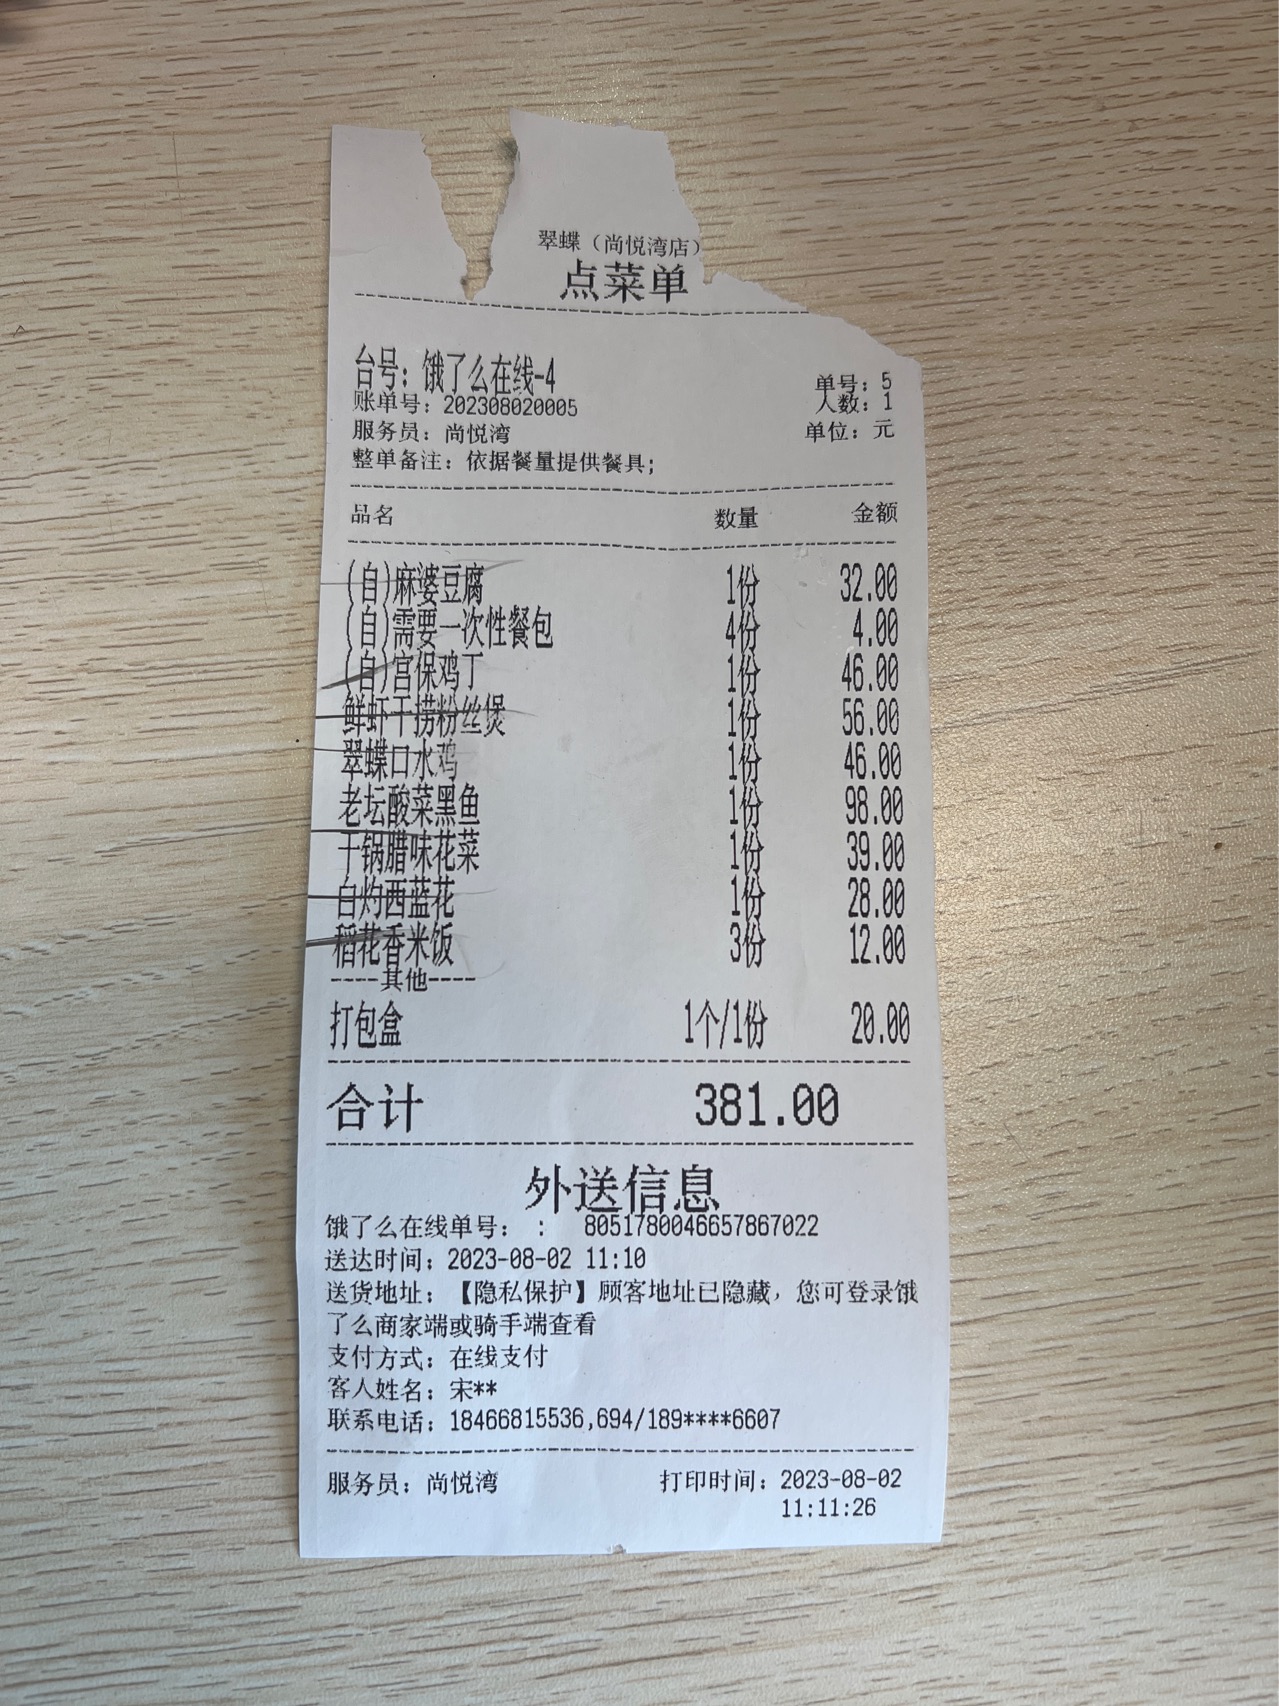 翠蝶（尚悦湾店）
点菜单
台号：饿了么在线-4 单号：5
账单号：202308020005 人数：1
服务员：尚悦湾 单位：元
整单备注：依据餐量提供餐具；
品名 数量 金额
(自)麻婆豆腐 1份 32.00
(自)需要一次性餐包 4份 4.00
(自)宫保鸡丁 1份 46.00
鲜虾干捞粉丝煲 1份 56.00
翠蝶口水鸡 1份 46.00
老坛酸菜黑鱼 1份 98.00
干锅腊味花菜 1份 39.00
白灼西蓝花 1份 28.00
稻花香米饭 3份 12.00
----其他----
打包盒 1个/1份 20.00
合计 381.00
外送信息
饿了么在线单号： ： 8051780046657867022
送达时间：2023-08-02 11:10
送货地址：【隐私保护】顾客地址已隐藏，您可登录饿
了么商家端或骑手端查看
支付方式：在线支付
客人姓名：宋**
联系电话：18466815536,694/189****6607
服务员：尚悦湾 打印时间：2023-08-02
11:11:26